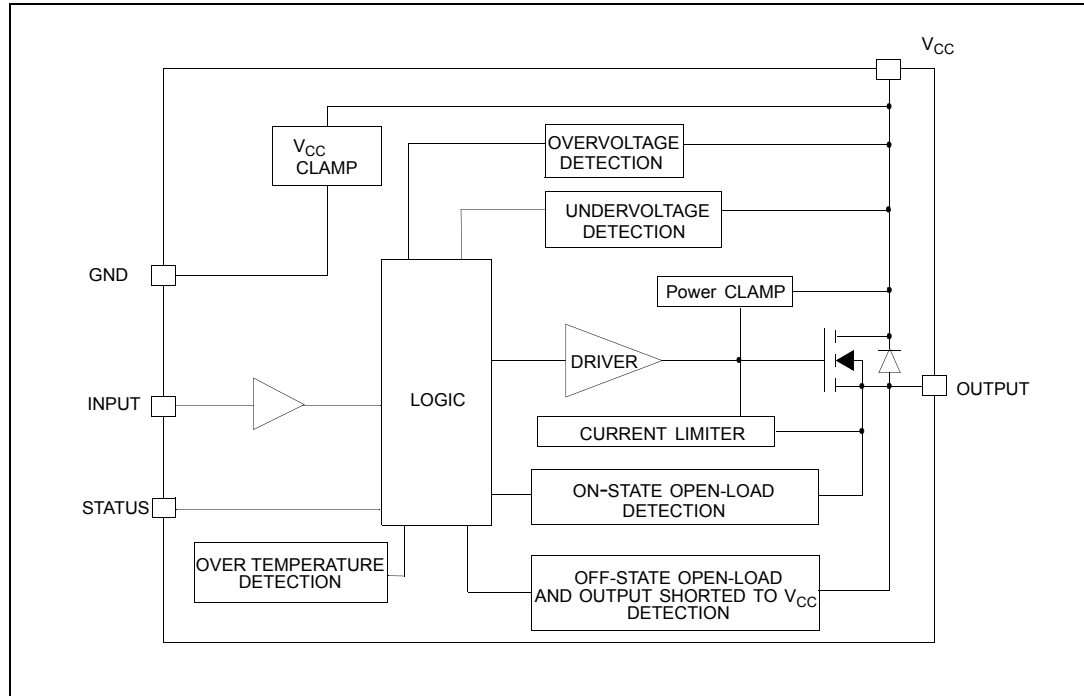 V_CC
V_CC
CLAMP
OVERVOLTAGE
DETECTION
UNDERVOLTAGE
DETECTION
GND
Power CLAMP
DRIVER
INPUT
LOGIC
OUTPUT
CURRENT LIMITER
ON-STATE OPEN-LOAD
DETECTION
STATUS
OVER TEMPERATURE
DETECTION
OFF-STATE OPEN-LOAD
AND OUTPUT SHORTED TO V_CC
DETECTION